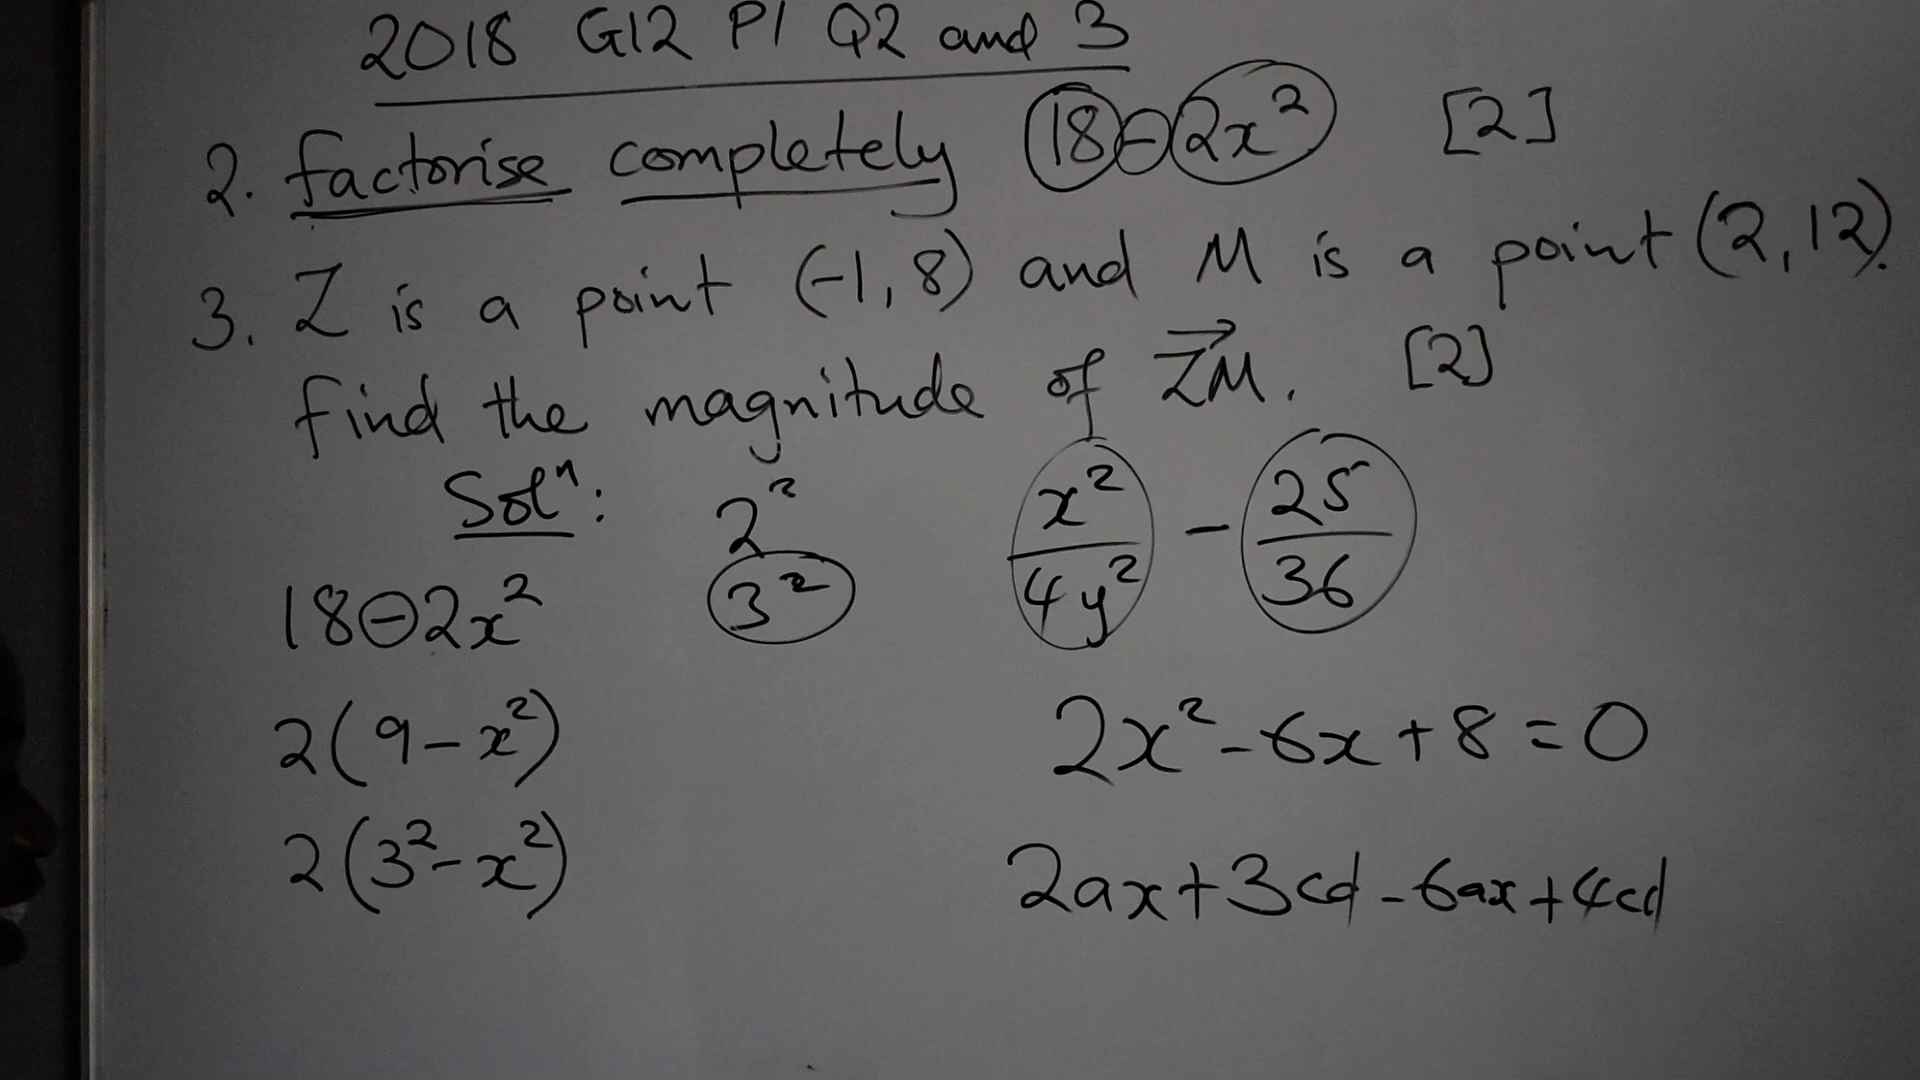 2018 G12 P1 Q2 and 3
2. factorise completely 18-2x² [2]
3. Z is a point (-1,8) and M is a point (2,12).
find the magnitude of Z⃗M⃗. [2]
Solⁿ:
18-2x²
2(9-x²)
2(3²-x²)
2²
3²
x²/4y² - 25/36
2x²-6x+8=0
2ax+3cd-6ax+4cd